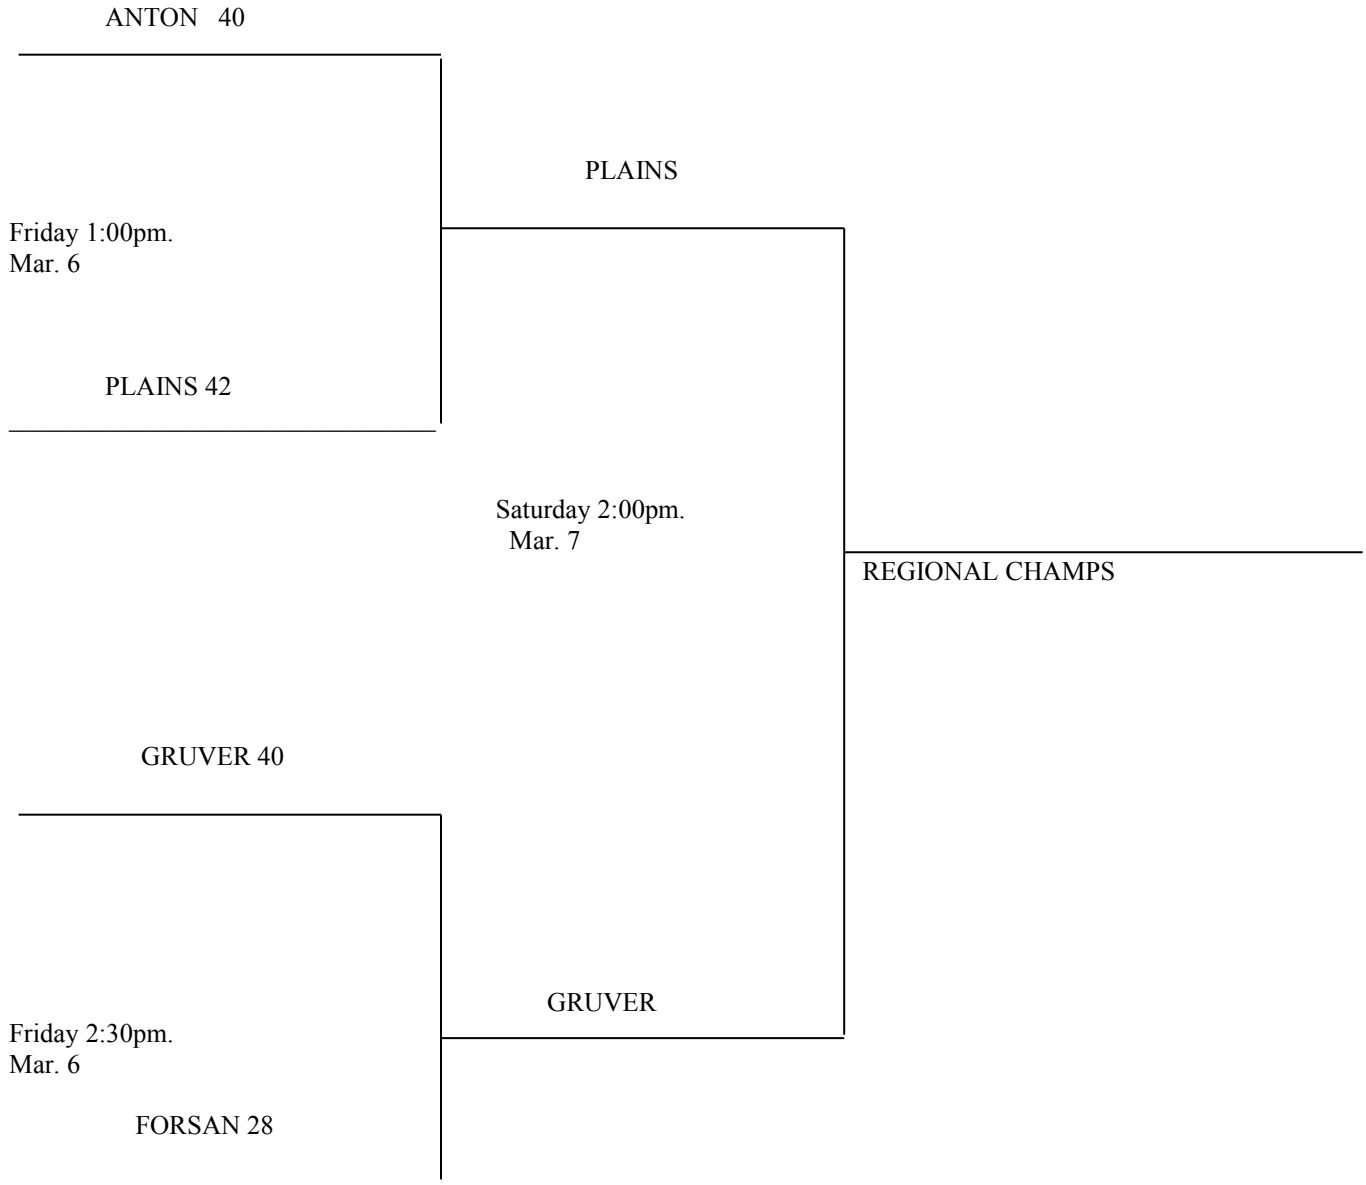 ANTON 40
PLAINS
Friday 1:00pm.
Mar. 6
PLAINS 42
Saturday 2:00pm.
Mar. 7
REGIONAL CHAMPS
GRUVER 40
GRUVER
Friday 2:30pm.
Mar. 6
FORSAN 28